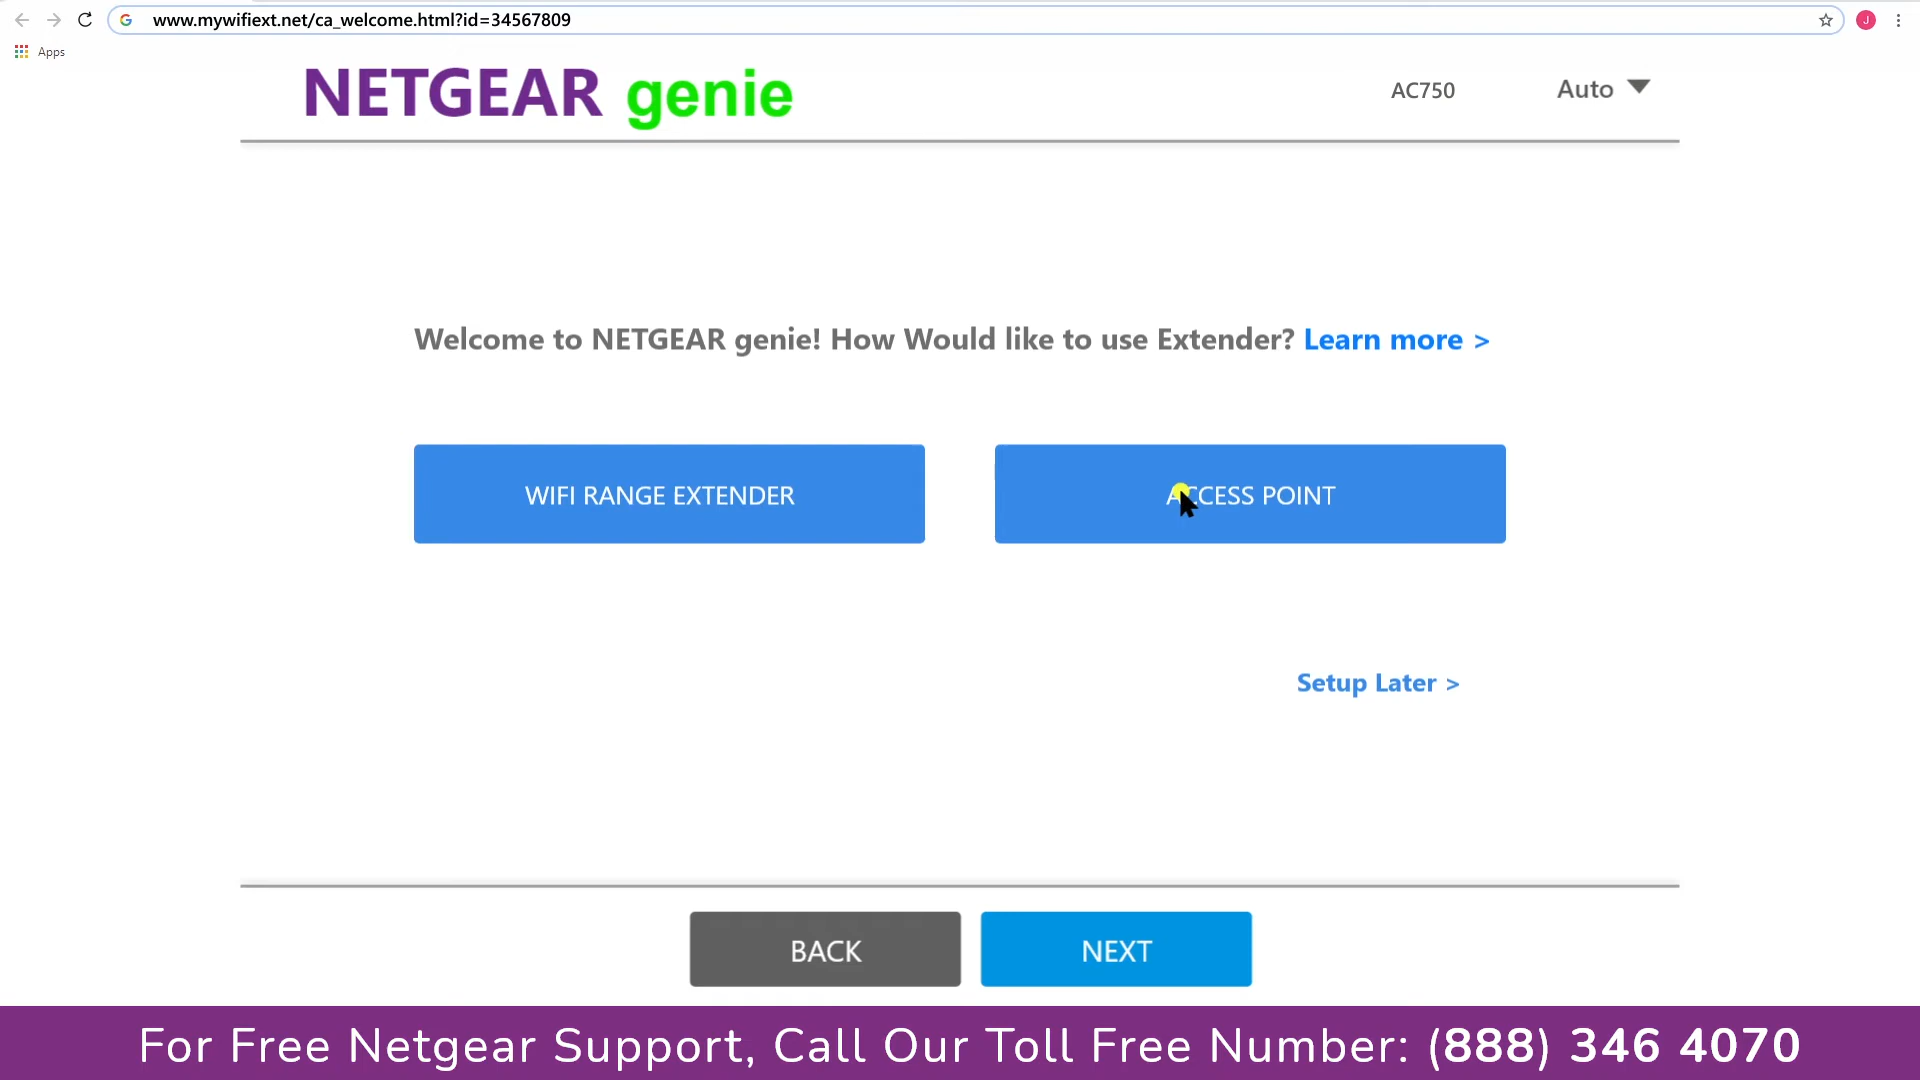 www.mywifiext.net/ca_welcome.html?id=34567809
J
Apps
NETGEAR genie
AC750
Auto
Welcome to NETGEAR genie! How Would like to use Extender? Learn more >
WIFI RANGE EXTENDER
ACCESS POINT
Setup Later >
BACK
NEXT
For Free Netgear Support, Call Our Toll Free Number: (888) 346 4070